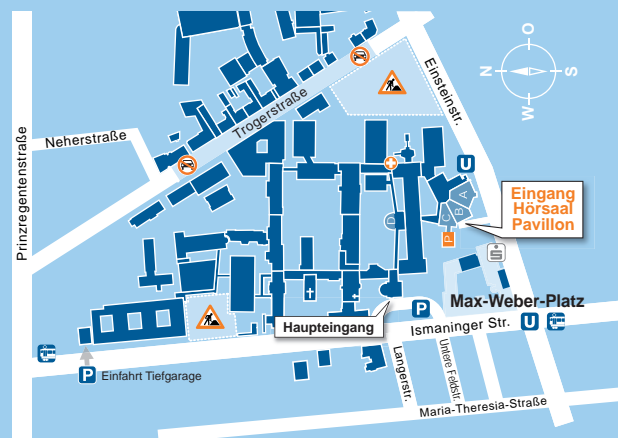 Einsteinstr.
N
O
S
W
Trogerstraße
Neherstraße
Prinzregentenstraße
U
A
B
C
D
P
Eingang
Hörsaal
Pavillon
Max-Weber-Platz
P
Haupteingang
Ismaninger Str.
U
Langerstr.
Untere Feldstr.
P
Einfahrt Tiefgarage
Maria-Theresia-Straße